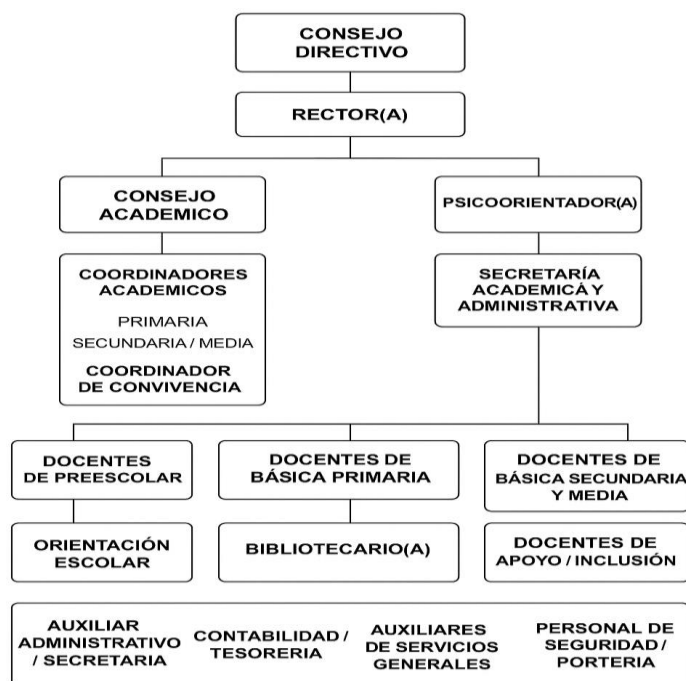 CONSEJO
DIRECTIVO
RECTOR(A)
CONSEJO
ACADEMICO
PSICOORIENTADOR(A)
COORDINADORES
ACADEMICOS
PRIMARIA
SECUNDARIA / MEDIA
COORDINADOR
DE CONVIVENCIA
SECRETARÍA
ACADEMICÁ Y
ADMINISTRATIVA
DOCENTES
DE PREESCOLAR
DOCENTES DE
BÁSICA PRIMARIA
DOCENTES DE
BÁSICA SECUNDARIA
Y MEDIA
ORIENTACIÓN
ESCOLAR
BIBLIOTECARIO(A)
DOCENTES DE
APOYO / INCLUSIÓN
AUXILIAR
ADMINISTRATIVO
/ SECRETARIA
CONTABILIDAD /
TESORERIA
AUXILIARES
DE SERVICIOS
GENERALES
PERSONAL DE
SEGURIDAD /
PORTERIA